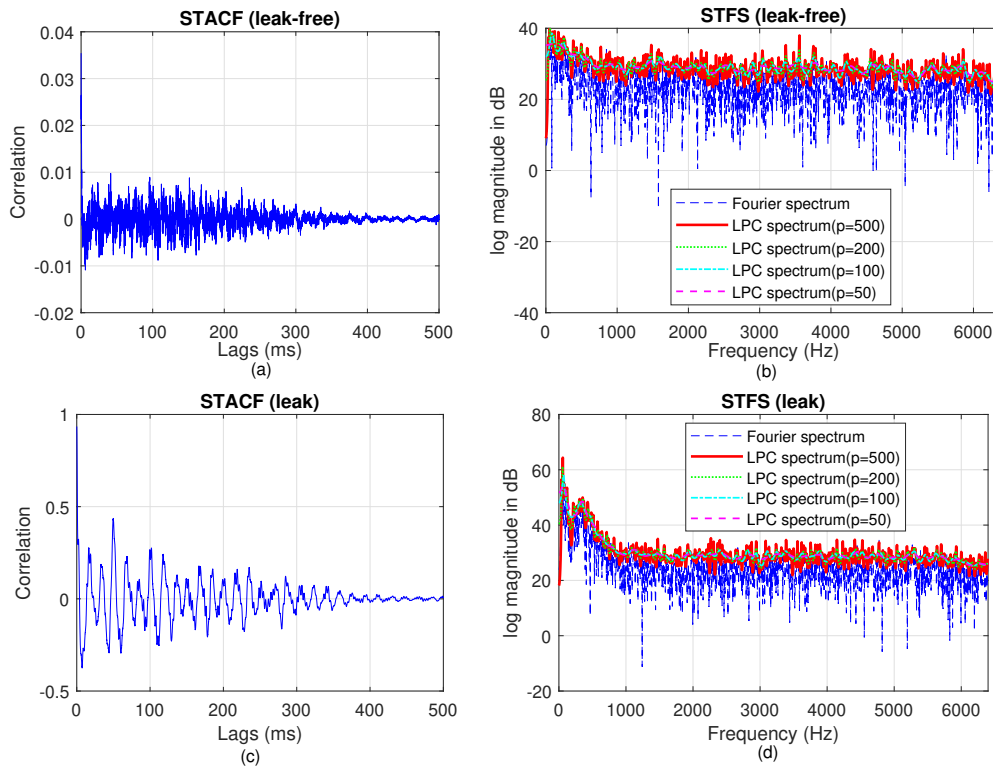 STACF (leak-free)
0.04
0.03
0.02
0.01
0
-0.01
-0.02
Correlation
0
100
200
300
400
500
Lags (ms)
(a)
STFS (leak-free)
40
20
0
-20
-40
log magnitude in dB
Fourier spectrum
LPC spectrum(p=500)
LPC spectrum(p=200)
LPC spectrum(p=100)
LPC spectrum(p=50)
0
1000
2000
3000
4000
5000
6000
Frequency (Hz)
(b)
STACF (leak)
1
0.5
0
-0.5
Correlation
0
100
200
300
400
500
Lags (ms)
(c)
STFS (leak)
80
60
40
20
0
-20
log magnitude in dB
Fourier spectrum
LPC spectrum(p=500)
LPC spectrum(p=200)
LPC spectrum(p=100)
LPC spectrum(p=50)
0
1000
2000
3000
4000
5000
6000
Frequency (Hz)
(d)